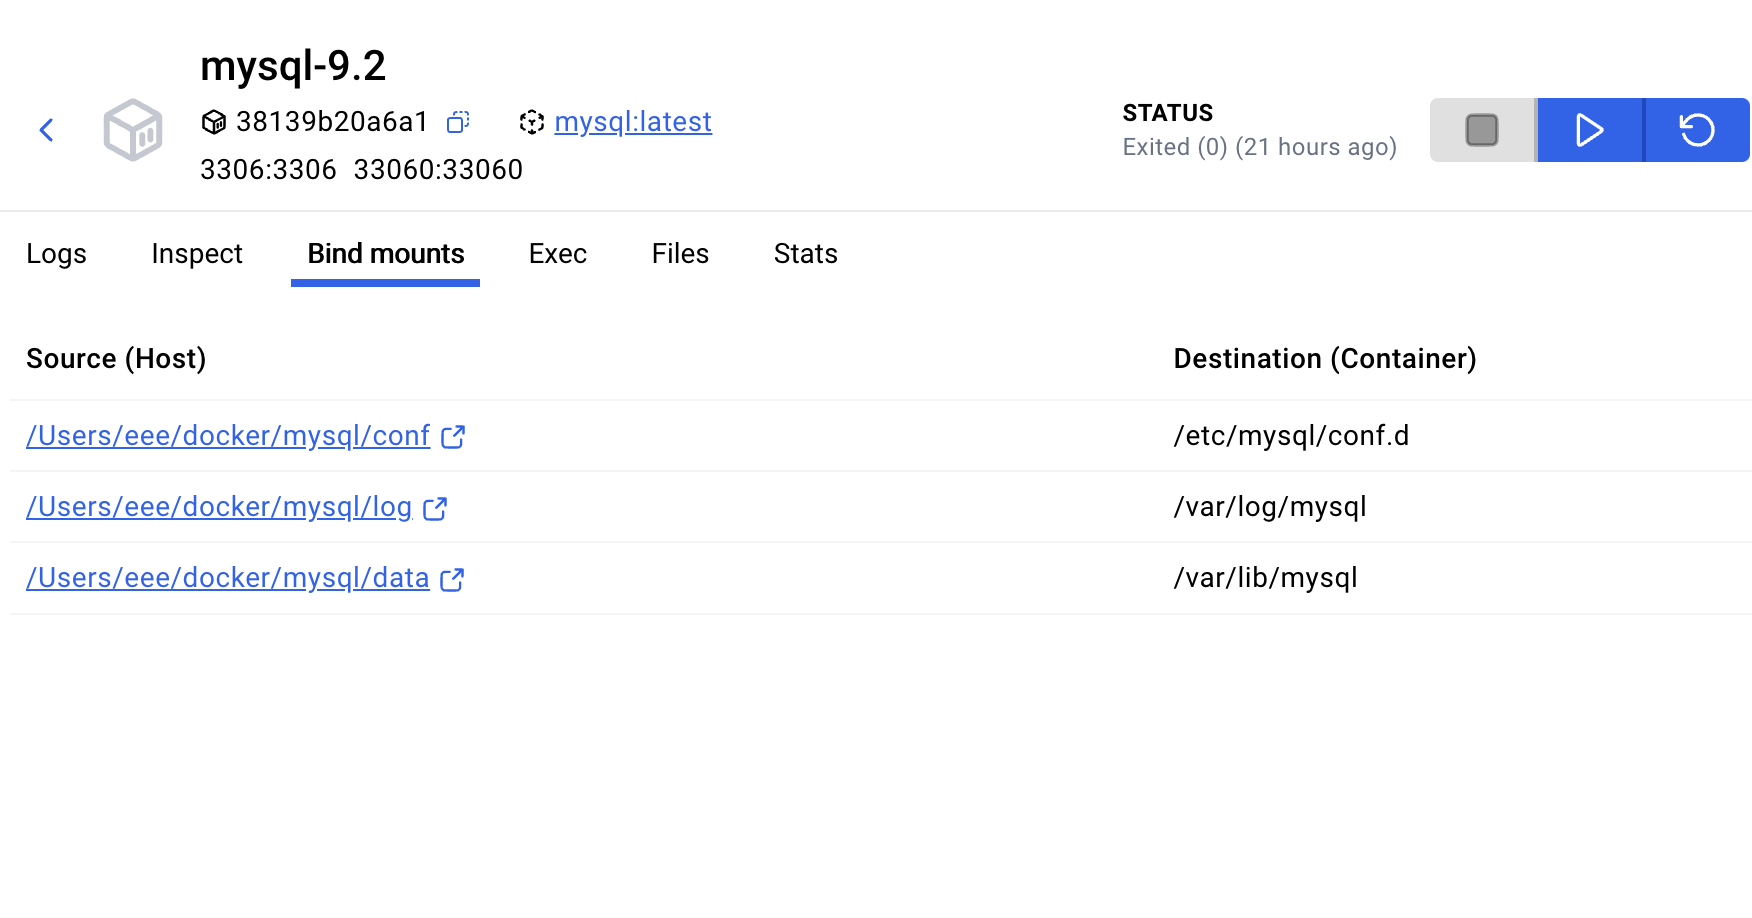 mysql-9.2
38139b20a6a1 mysql:latest
3306:3306 33060:33060
STATUS
Exited (0) (21 hours ago)
Logs Inspect Bind mounts Exec Files Stats
Source (Host) Destination (Container)
/Users/eee/docker/mysql/conf /etc/mysql/conf.d
/Users/eee/docker/mysql/log /var/log/mysql
/Users/eee/docker/mysql/data /var/lib/mysql